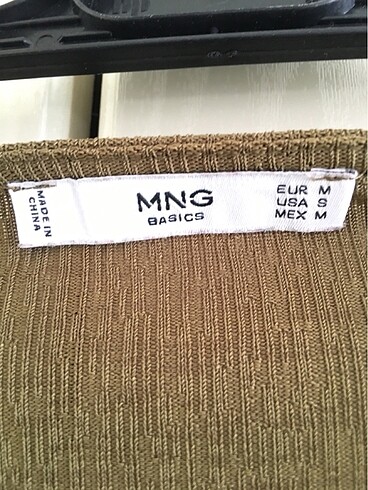 MADE IN
CHINA
MNG
BASICS
EUR M
USA S
MEX M